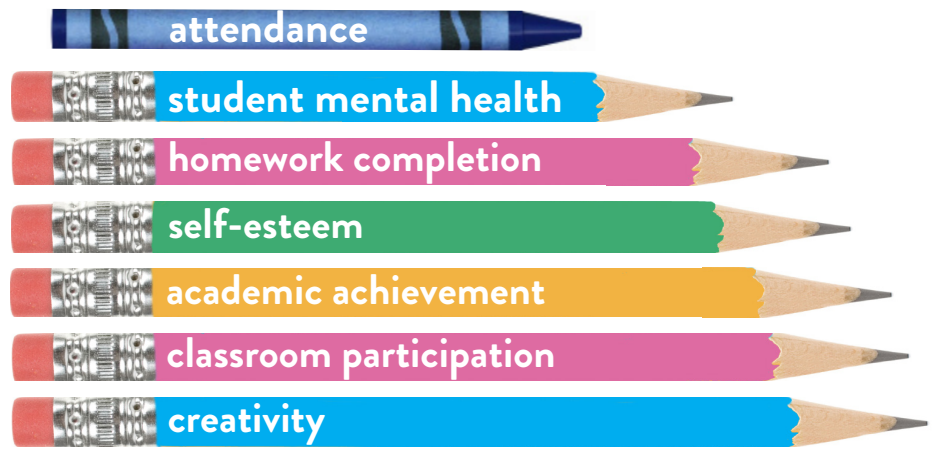 attendance
student mental health
homework completion
self-esteem
academic achievement
classroom participation
creativity